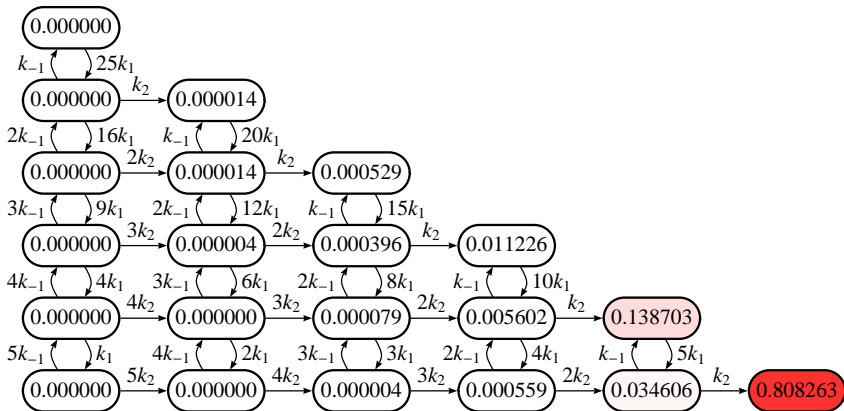 0.000000
k₋₁ 25k₁
k₂
0.000000 0.000014
2k₋₁ 16k₁ k₋₁ 20k₁
2k₂ k₂
0.000000 0.000014 0.000529
3k₋₁ 9k₁ 2k₋₁ 12k₁ k₋₁ 15k₁
3k₂ 2k₂ k₂
0.000000 0.000004 0.000396 0.011226
4k₋₁ 4k₁ 3k₋₁ 6k₁ 2k₋₁ 8k₁ k₋₁ 10k₁
4k₂ 3k₂ 2k₂ k₂
0.000000 0.000000 0.000079 0.005602 0.138703
5k₋₁ k₁ 4k₋₁ 2k₁ 3k₋₁ 3k₁ 2k₋₁ 4k₁ k₋₁ 5k₁
5k₂ 4k₂ 3k₂ 2k₂ k₂
0.000000 0.000000 0.000004 0.000559 0.034606 0.808263